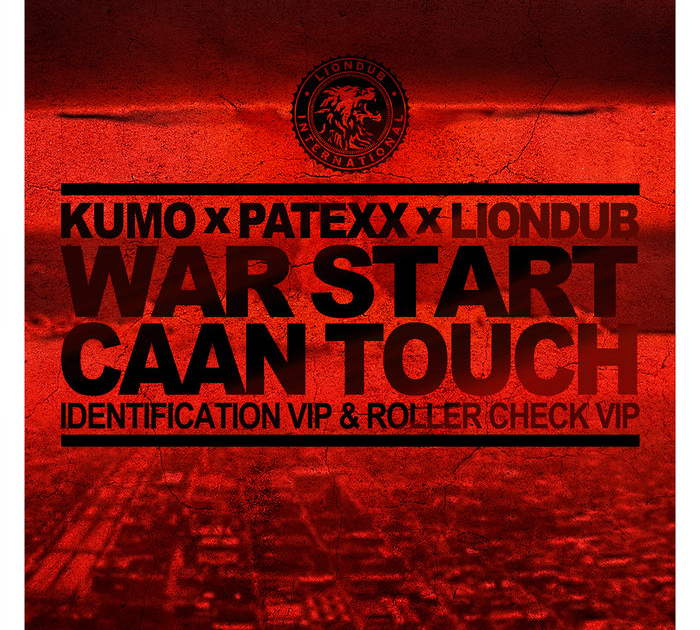 LIONDUB
INTERNATIONAL
KUMO x PATEXX x LIONDUB
WAR START
CAAN TOUCH
IDENTIFICATION VIP & ROLLER CHECK VIP